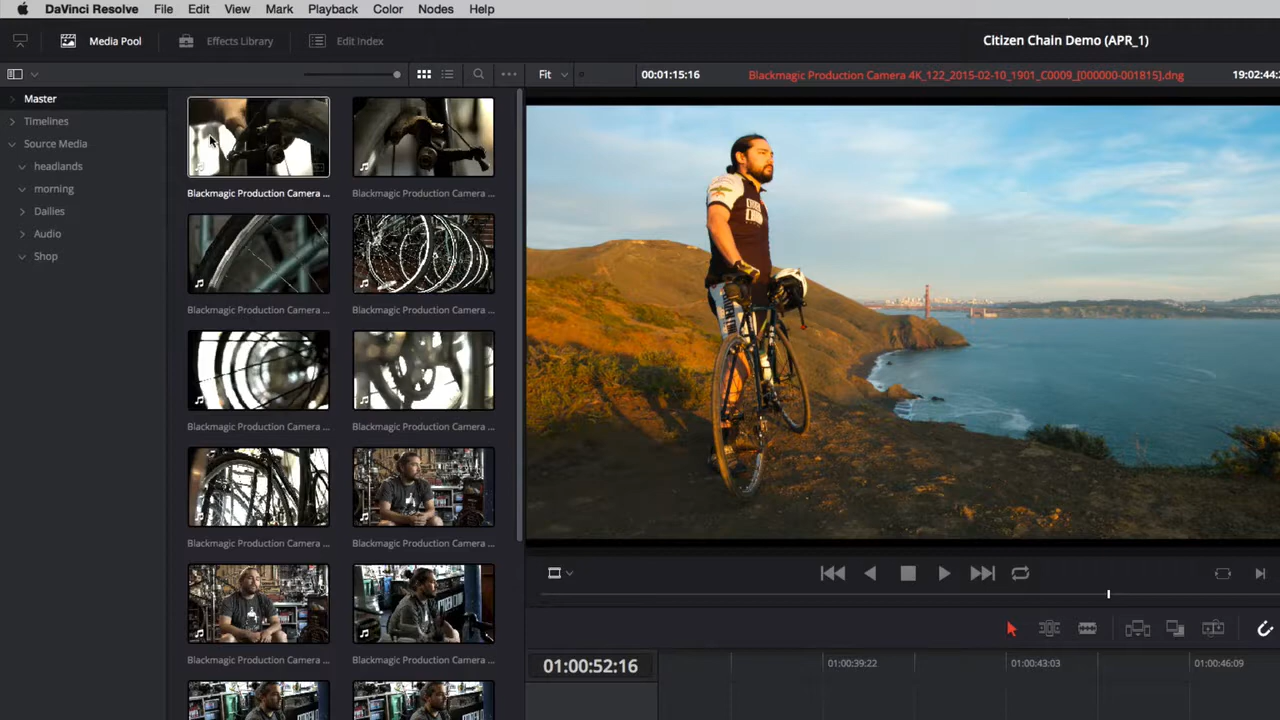 DaVinci Resolve File Edit View Mark Playback Color Nodes Help
Media Pool Effects Library Edit Index Citizen Chain Demo (APR_1)
Fit 00:01:15:16 Blackmagic Production Camera 4K_122_2015-02-10_1901_C0009_[000000-001815].dng 19:02:44:
Master
Timelines
Source Media
headlands
morning
Dailies
Audio
Shop
Blackmagic Production Camera ... Blackmagic Production Camera ...
Blackmagic Production Camera ... Blackmagic Production Camera ...
Blackmagic Production Camera ... Blackmagic Production Camera ...
Blackmagic Production Camera ... Blackmagic Production Camera ...
Blackmagic Production Camera ... Blackmagic Production Camera ...
01:00:52:16 01:00:39:22 01:00:43:03 01:00:46:09